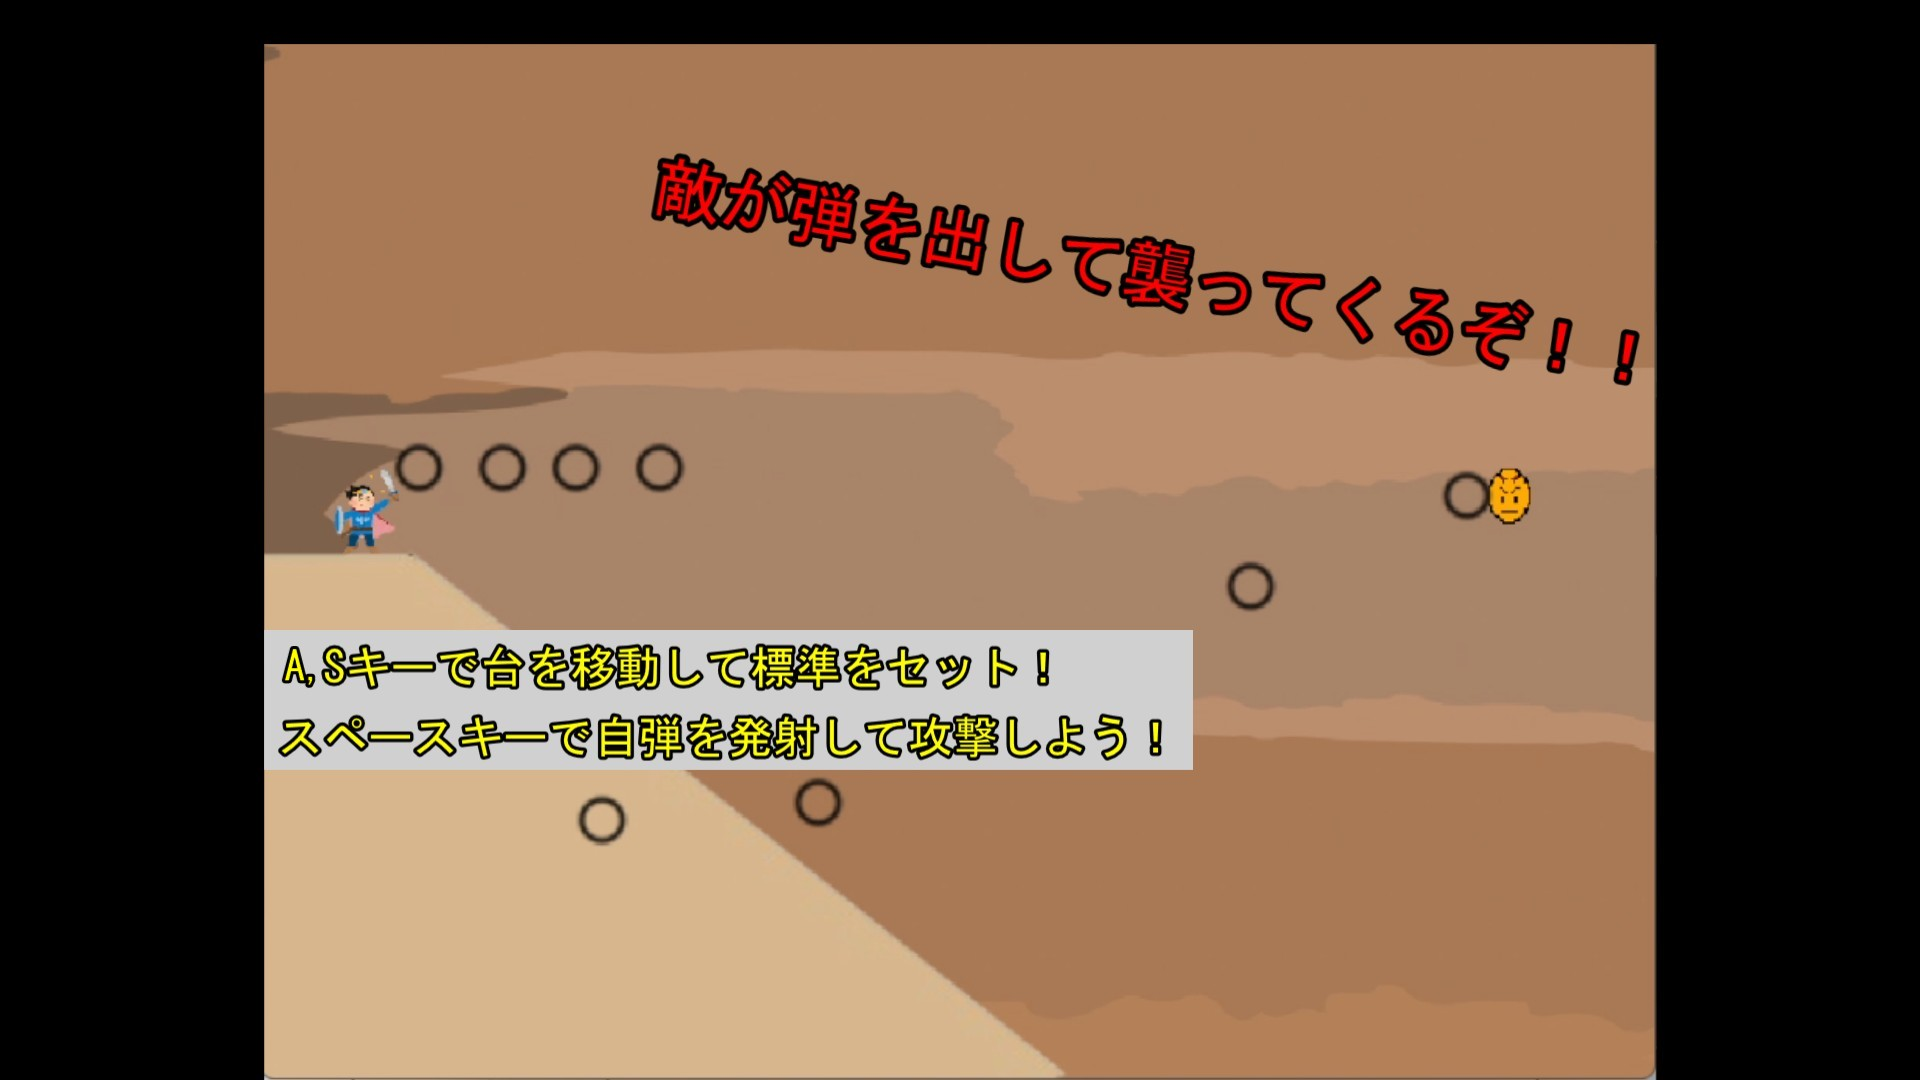 敵が弾を出して襲ってくるぞ！！
A,Sキーで台を移動して標準をセット！
スペースキーで自弾を発射して攻撃しよう！